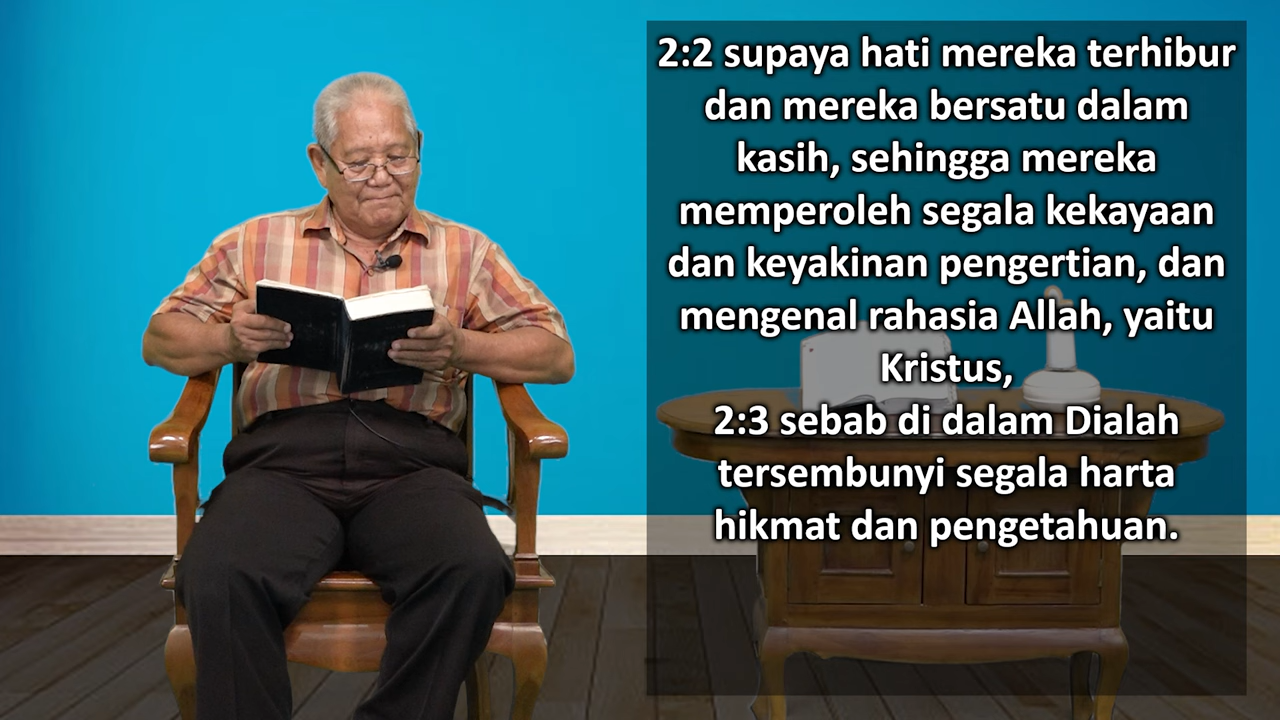 2:2 supaya hati mereka terhibur
dan mereka bersatu dalam
kasih, sehingga mereka
memperoleh segala kekayaan
dan keyakinan pengertian, dan
mengenal rahasia Allah, yaitu
Kristus,
2:3 sebab di dalam Dialah
tersembunyi segala harta
hikmat dan pengetahuan.